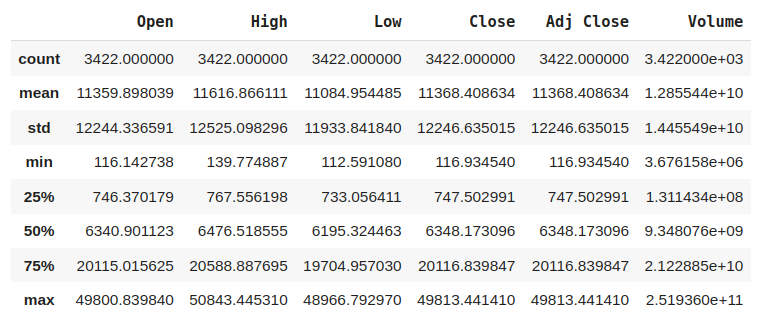 Open High Low Close Adj Close Volume
count 3422.000000 3422.000000 3422.000000 3422.000000 3422.000000 3.422000e+03
mean 11359.898039 11616.866111 11084.954485 11368.408634 11368.408634 1.285544e+10
std 12244.336591 12525.098296 11933.841840 12246.635015 12246.635015 1.445549e+10
min 116.142738 139.774887 112.591080 116.934540 116.934540 3.676158e+06
25% 746.370179 767.556198 733.056411 747.502991 747.502991 1.311434e+08
50% 6340.901123 6476.518555 6195.324463 6348.173096 6348.173096 9.348076e+09
75% 20115.015625 20588.887695 19704.957030 20116.839847 20116.839847 2.122885e+10
max 49800.839840 50843.445310 48966.792970 49813.441410 49813.441410 2.519360e+11